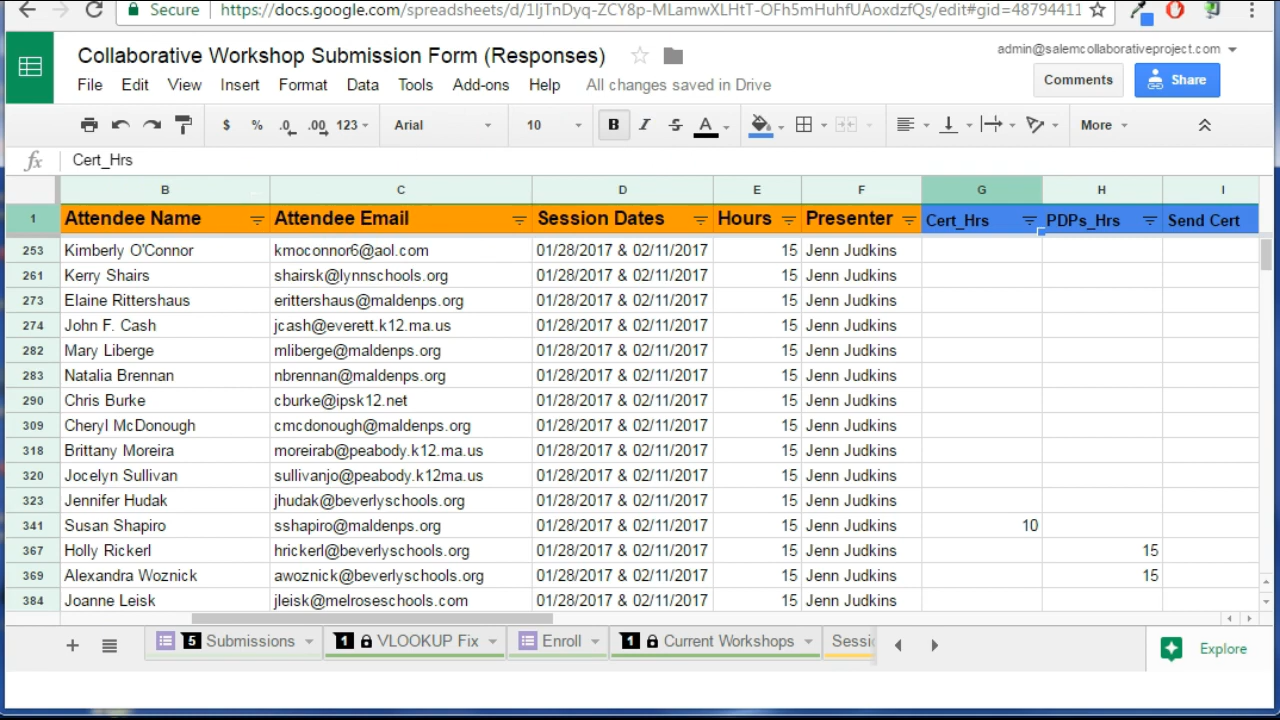 Secure https://docs.google.com/spreadsheets/d/1ljTnDyq-ZCY8p-MLamwXLHtT-OFh5mHuhfUAoxdzfQs/edit#gid=48794411
Collaborative Workshop Submission Form (Responses)
admin@salemcollaborativeproject.com
File Edit View Insert Format Data Tools Add-ons Help All changes saved in Drive
Comments Share
$ % .0 .00 123 Arial 10 B I S A More
fx Cert_Hrs
B C D E F G H I
1 Attendee Name Attendee Email Session Dates Hours Presenter Cert_Hrs PDPs_Hrs Send Cert
253 Kimberly O'Connor kmoconnor6@aol.com 01/28/2017 & 02/11/2017 15 Jenn Judkins
261 Kerry Shairs shairsk@lynnschools.org 01/28/2017 & 02/11/2017 15 Jenn Judkins
273 Elaine Rittershaus erittershaus@maldenps.org 01/28/2017 & 02/11/2017 15 Jenn Judkins
274 John F. Cash jcash@everett.k12.ma.us 01/28/2017 & 02/11/2017 15 Jenn Judkins
282 Mary Liberge mliberge@maldenps.org 01/28/2017 & 02/11/2017 15 Jenn Judkins
283 Natalia Brennan nbrennan@maldenps.org 01/28/2017 & 02/11/2017 15 Jenn Judkins
290 Chris Burke cburke@ipsk12.net 01/28/2017 & 02/11/2017 15 Jenn Judkins
309 Cheryl McDonough cmcdonough@maldenps.org 01/28/2017 & 02/11/2017 15 Jenn Judkins
318 Brittany Moreira moreirab@peabody.k12.ma.us 01/28/2017 & 02/11/2017 15 Jenn Judkins
320 Jocelyn Sullivan sullivanjo@peabody.k12ma.us 01/28/2017 & 02/11/2017 15 Jenn Judkins
323 Jennifer Hudak jhudak@beverlyschools.org 01/28/2017 & 02/11/2017 15 Jenn Judkins
341 Susan Shapiro sshapiro@maldenps.org 01/28/2017 & 02/11/2017 15 Jenn Judkins 10
367 Holly Rickerl hrickerl@beverlyschools.org 01/28/2017 & 02/11/2017 15 Jenn Judkins 15
369 Alexandra Woznick awoznick@beverlyschools.org 01/28/2017 & 02/11/2017 15 Jenn Judkins 15
384 Joanne Leisk jleisk@melroseschools.com 01/28/2017 & 02/11/2017 15 Jenn Judkins
5 Submissions 1 VLOOKUP Fix Enroll 1 Current Workshops Sessi Explore